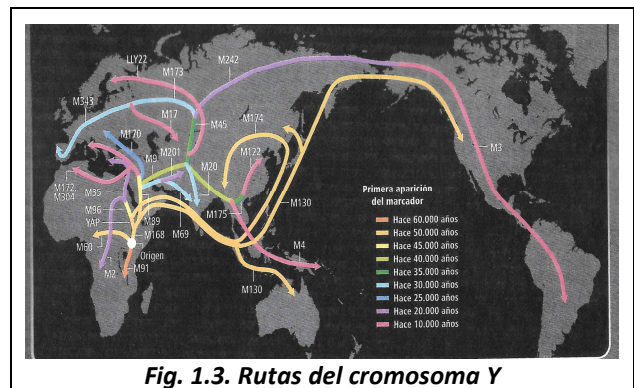 LLY22
M173
M242
M343
M17
M45
M174
M170
M201
M9
M20
M122
M3
M172,
M304
M35
M130
M96
M89
M175
YAP
M168
M69
M4
M60
Origen
M2
M91
M130
Primera aparición
del marcador
Hace 60.000 años
Hace 50.000 años
Hace 45.000 años
Hace 40.000 años
Hace 35.000 años
Hace 30.000 años
Hace 25.000 años
Hace 20.000 años
Hace 10.000 años
Fig. 1.3. Rutas del cromosoma Y